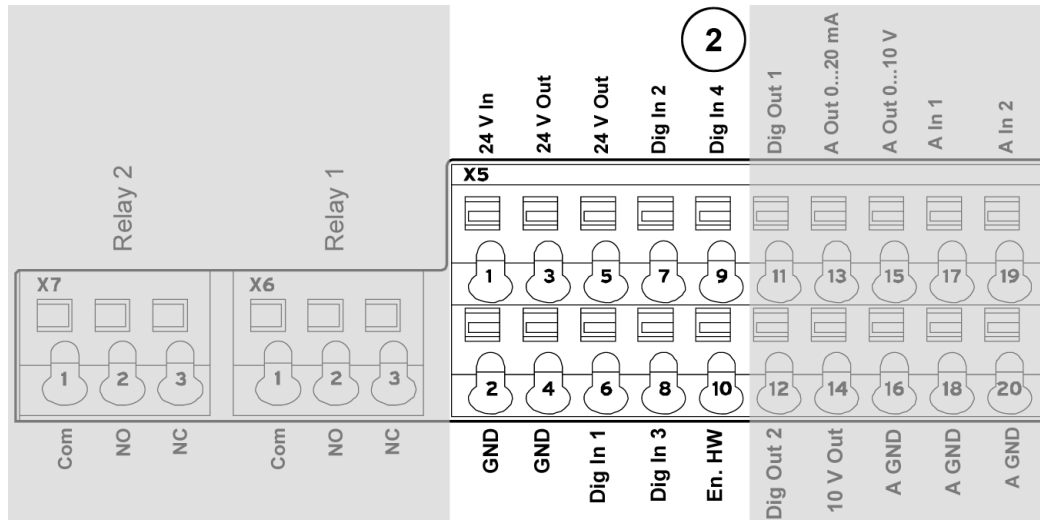 2
24 V In
24 V Out
24 V Out
Dig In 2
Dig In 4
Dig Out 1
A Out 0...20 mA
A Out 0...10 V
A In 1
A In 2
Relay 2
Relay 1
X5
1 3 5 7 9 11 13 15 17 19
X7
X6
1 2 3
1 2 3
2 4 6 8 10 12 14 16 18 20
Com
NO
NC
Com
NO
NC
GND
GND
Dig In 1
Dig In 3
En. HW
Dig Out 2
10 V Out
A GND
A GND
A GND